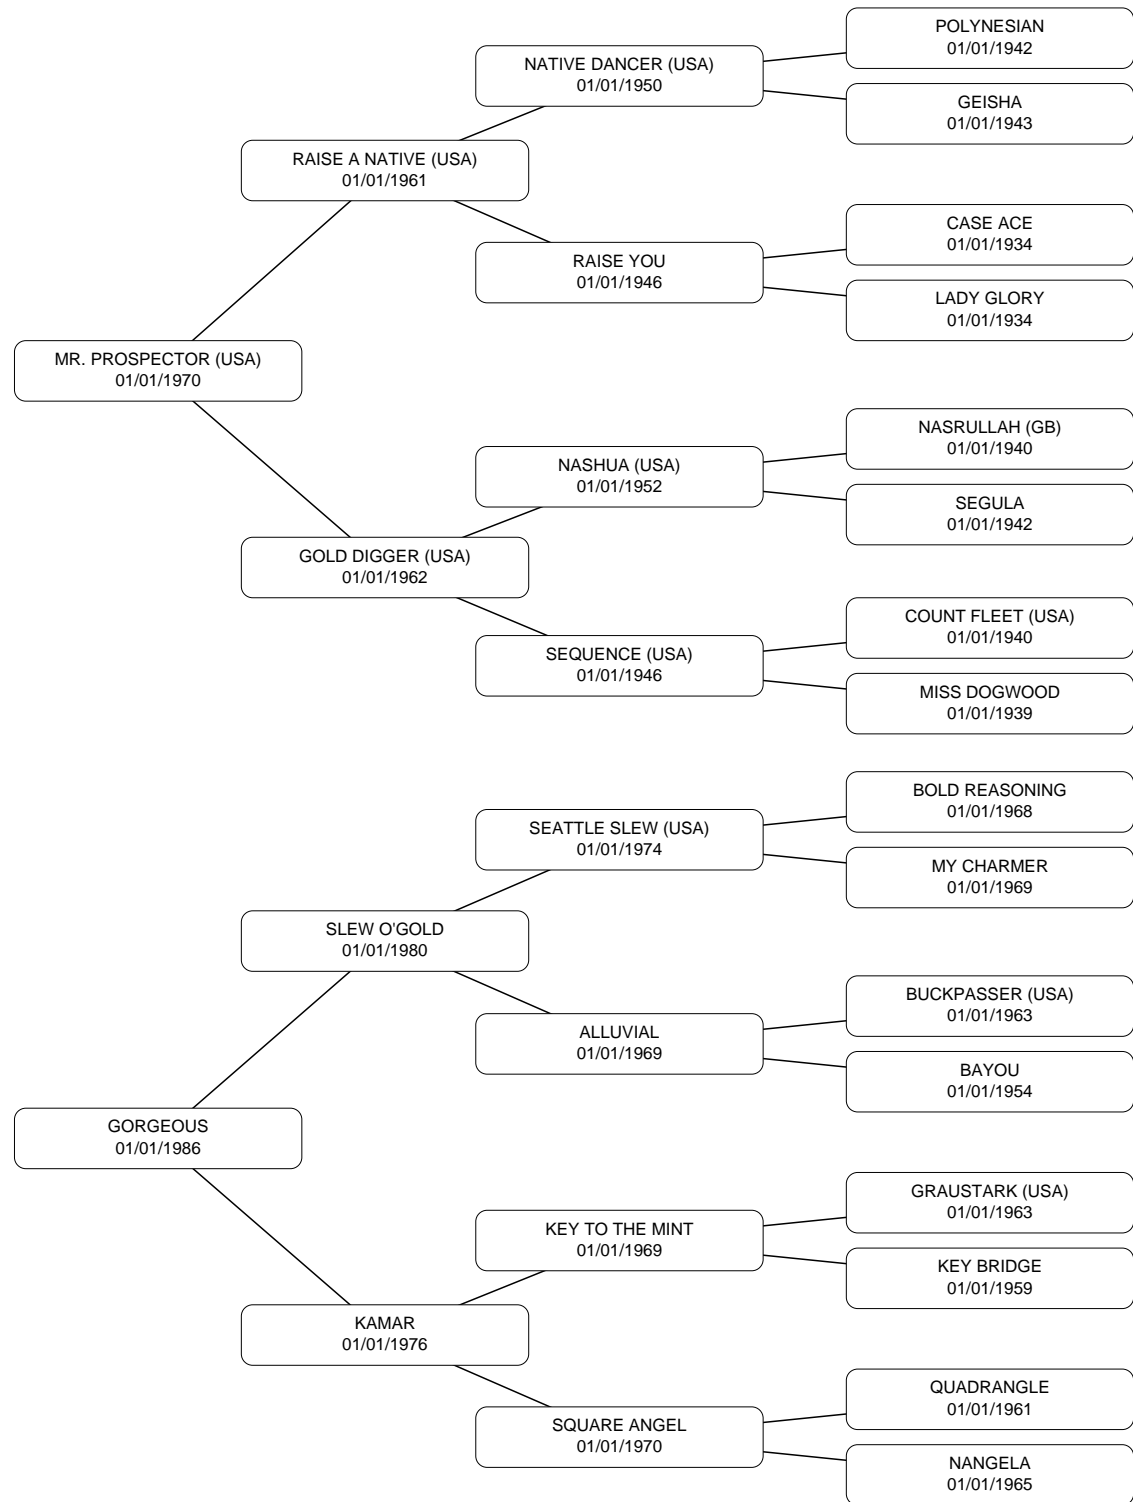 POLYNESIAN
01/01/1942
NATIVE DANCER (USA)
01/01/1950
GEISHA
01/01/1943
RAISE A NATIVE (USA)
01/01/1961
CASE ACE
01/01/1934
RAISE YOU
01/01/1946
LADY GLORY
01/01/1934
MR. PROSPECTOR (USA)
01/01/1970
NASRULLAH (GB)
01/01/1940
NASHUA (USA)
01/01/1952
SEGULA
01/01/1942
GOLD DIGGER (USA)
01/01/1962
COUNT FLEET (USA)
01/01/1940
SEQUENCE (USA)
01/01/1946
MISS DOGWOOD
01/01/1939
BOLD REASONING
01/01/1968
SEATTLE SLEW (USA)
01/01/1974
MY CHARMER
01/01/1969
SLEW O'GOLD
01/01/1980
BUCKPASSER (USA)
01/01/1963
ALLUVIAL
01/01/1969
BAYOU
01/01/1954
GORGEOUS
01/01/1986
GRAUSTARK (USA)
01/01/1963
KEY TO THE MINT
01/01/1969
KEY BRIDGE
01/01/1959
KAMAR
01/01/1976
QUADRANGLE
01/01/1961
SQUARE ANGEL
01/01/1970
NANGELA
01/01/1965